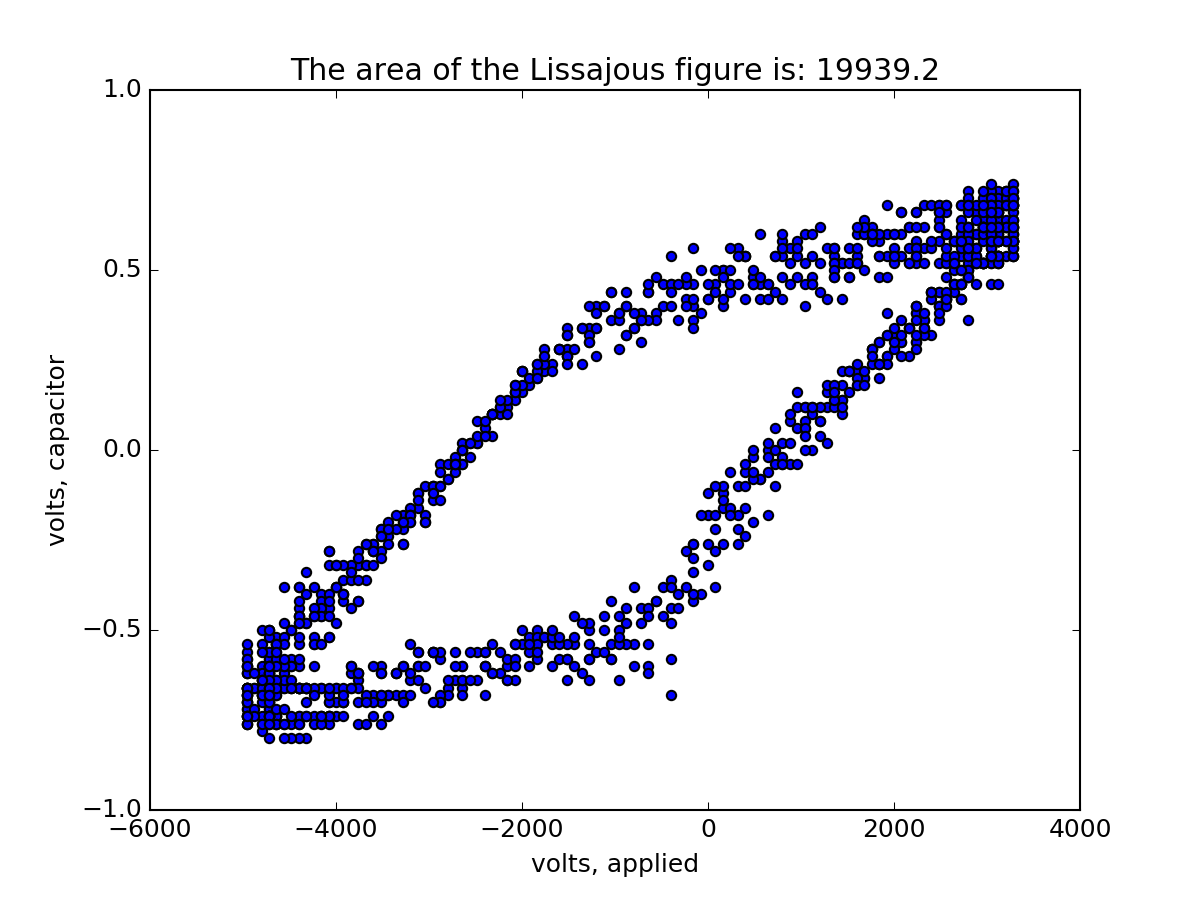 The area of the Lissajous figure is: 19939.2
1.0
0.5
0.0
−0.5
−1.0
volts, capacitor
−6000 −4000 −2000 0 2000 4000
volts, applied